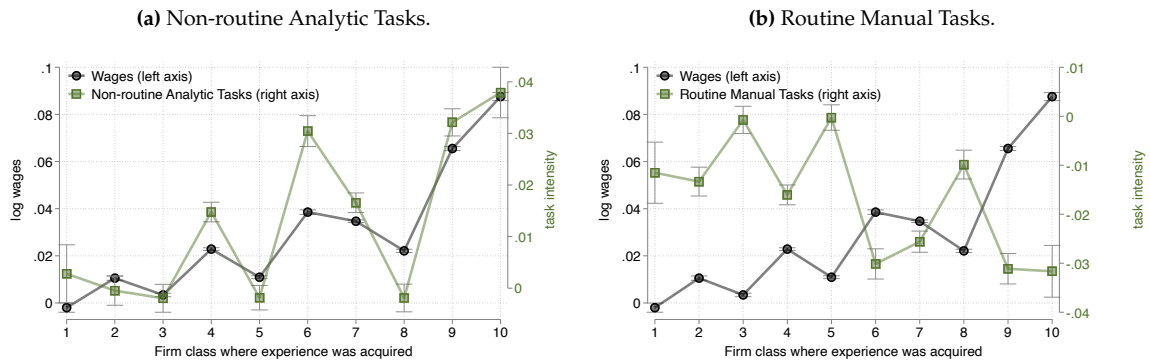 (a) Non-routine Analytic Tasks.
.1
.08
.06
.04
.02
0
log wages
Wages (left axis)
Non-routine Analytic Tasks (right axis)
.04
.03
.02
.01
0
task intensity
1 2 3 4 5 6 7 8 9 10
Firm class where experience was acquired
(b) Routine Manual Tasks.
.1
.08
.06
.04
.02
0
log wages
Wages (left axis)
Routine Manual Tasks (right axis)
.01
0
-.01
-.02
-.03
-.04
task intensity
1 2 3 4 5 6 7 8 9 10
Firm class where experience was acquired